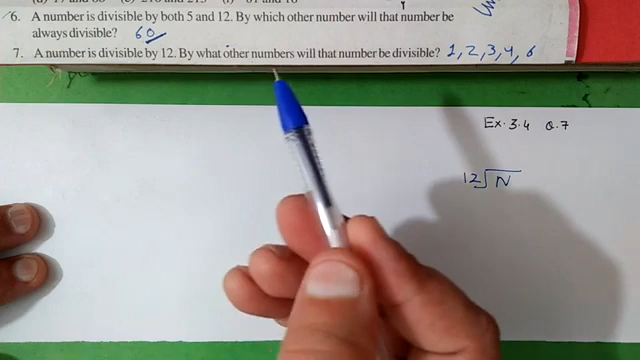 6. A number is divisible by both 5 and 12. By which other number will that number be
always divisible? 60
7. A number is divisible by 12. By what other numbers will that number be divisible? 1, 2, 3, 4, 6
Ex. 3.4 Q.7
12 N